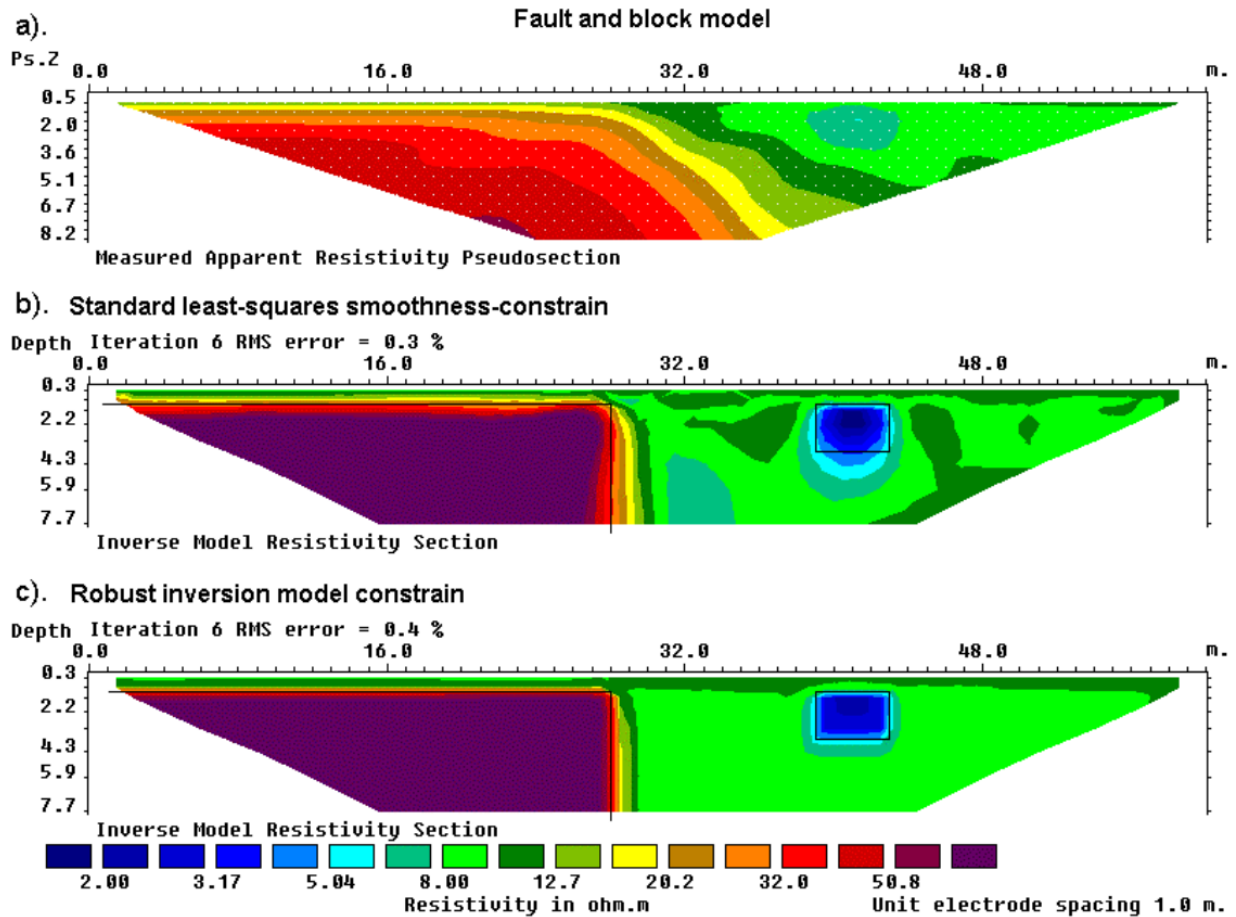 Fault and block model
a).
Ps.Z 0.0 16.0 32.0 48.0 m.
0.5
2.0
3.6
5.1
6.7
8.2
Measured Apparent Resistivity Pseudosection
b). Standard least-squares smoothness-constrain
Depth Iteration 6 RMS error = 0.3 %
0.0 16.0 32.0 48.0 m.
0.3
2.2
4.3
5.9
7.7
Inverse Model Resistivity Section
c). Robust inversion model constrain
Depth Iteration 6 RMS error = 0.4 %
0.0 16.0 32.0 48.0 m.
0.3
2.2
4.3
5.9
7.7
Inverse Model Resistivity Section
2.00 3.17 5.04 8.00 12.7 20.2 32.0 50.8
Resistivity in ohm.m Unit electrode spacing 1.0 m.